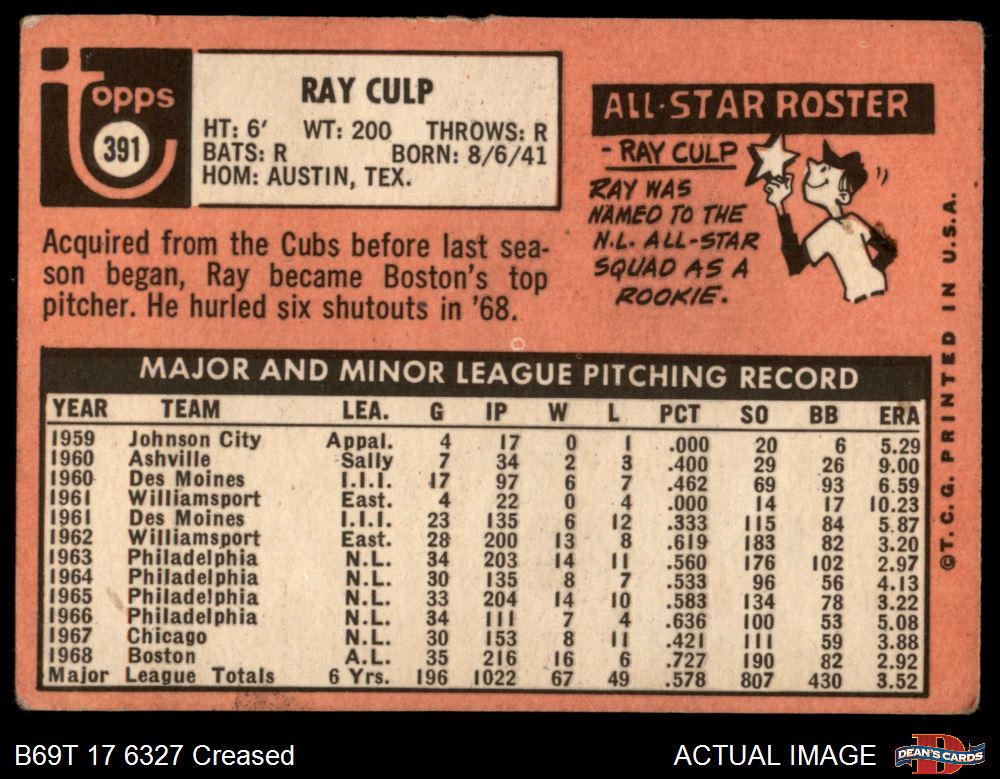 topps
391
RAY CULP
HT: 6' WT: 200 THROWS: R
BATS: R BORN: 8/6/41
HOM: AUSTIN, TEX.
Acquired from the Cubs before last sea-
son began, Ray became Boston's top
pitcher. He hurled six shutouts in '68.
ALL-STAR ROSTER
- RAY CULP
RAY WAS
NAMED TO THE
N.L. ALL-STAR
SQUAD AS A
ROOKIE.
©T.C.G. PRINTED IN U.S.A.
MAJOR AND MINOR LEAGUE PITCHING RECORD
YEAR TEAM LEA. G IP W L PCT SO BB ERA
1959 Johnson City Appal. 4 17 0 1 .000 20 6 5.29
1960 Ashville Sally 7 34 2 3 .400 29 26 9.00
1960 Des Moines I.I.I. 17 97 6 7 .462 69 93 6.59
1961 Williamsport East. 4 22 0 4 .000 14 17 10.23
1961 Des Moines I.I.I. 23 135 6 12 .333 115 84 5.87
1962 Williamsport East. 28 200 13 8 .619 183 82 3.20
1963 Philadelphia N.L. 34 203 14 11 .560 176 102 2.97
1964 Philadelphia N.L. 30 135 8 7 .533 96 56 4.13
1965 Philadelphia N.L. 33 204 14 10 .583 134 78 3.22
1966 Philadelphia N.L. 34 111 7 4 .636 100 53 5.08
1967 Chicago N.L. 30 153 8 11 .421 111 59 3.88
1968 Boston A.L. 35 216 16 6 .727 190 82 2.92
Major League Totals 6 Yrs. 196 1022 67 49 .578 807 430 3.52
B69T 17 6327 Creased
ACTUAL IMAGE
DEAN'S CARDS